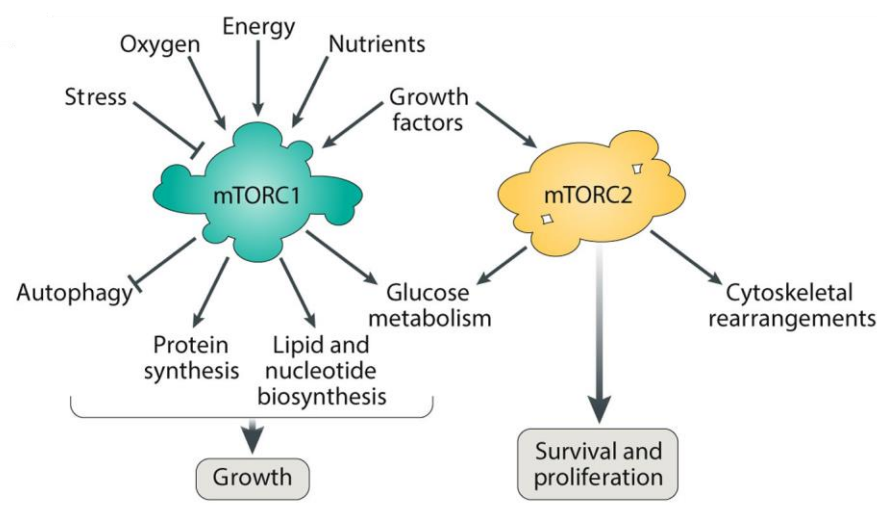 Energy
Oxygen
Nutrients
Stress
Growth
factors
mTORC1
mTORC2
Autophagy
Glucose
metabolism
Cytoskeletal
rearrangements
Protein
synthesis
Lipid and
nucleotide
biosynthesis
Growth
Survival and
proliferation